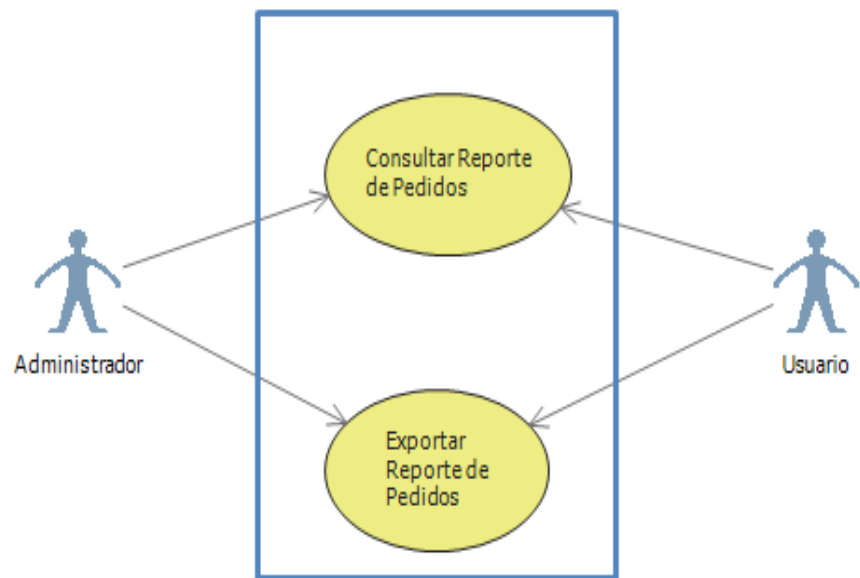 Consultar Reporte
de Pedidos
Administrador
Usuario
Exportar
Reporte de
Pedidos